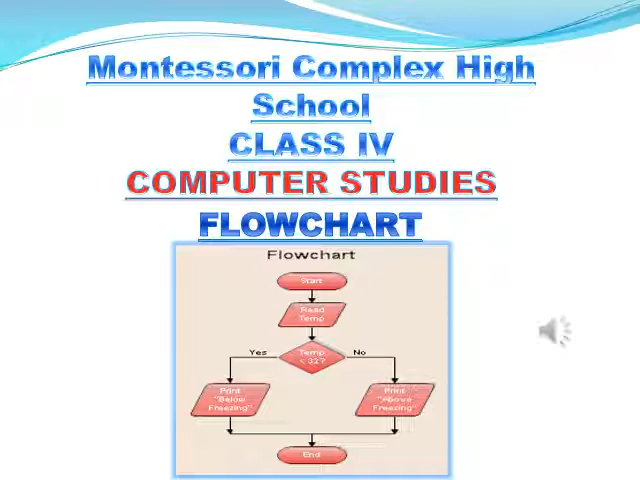 Montessori Complex High
School
CLASS IV
COMPUTER STUDIES
FLOWCHART
Flowchart
Start
Read
Temp
Yes
Temp
< 32?
No
Print
"Below
Freezing"
Print
"Above
Freezing"
End